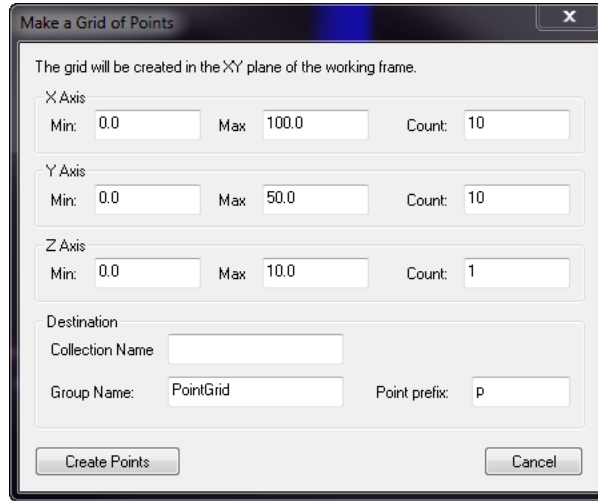 Make a Grid of Points
x
The grid will be created in the XY plane of the working frame.
X Axis
Min: 0.0 Max 100.0 Count: 10
Y Axis
Min: 0.0 Max 50.0 Count: 10
Z Axis
Min: 0.0 Max 10.0 Count: 1
Destination
Collection Name
Group Name: PointGrid Point prefix: p
Create Points Cancel